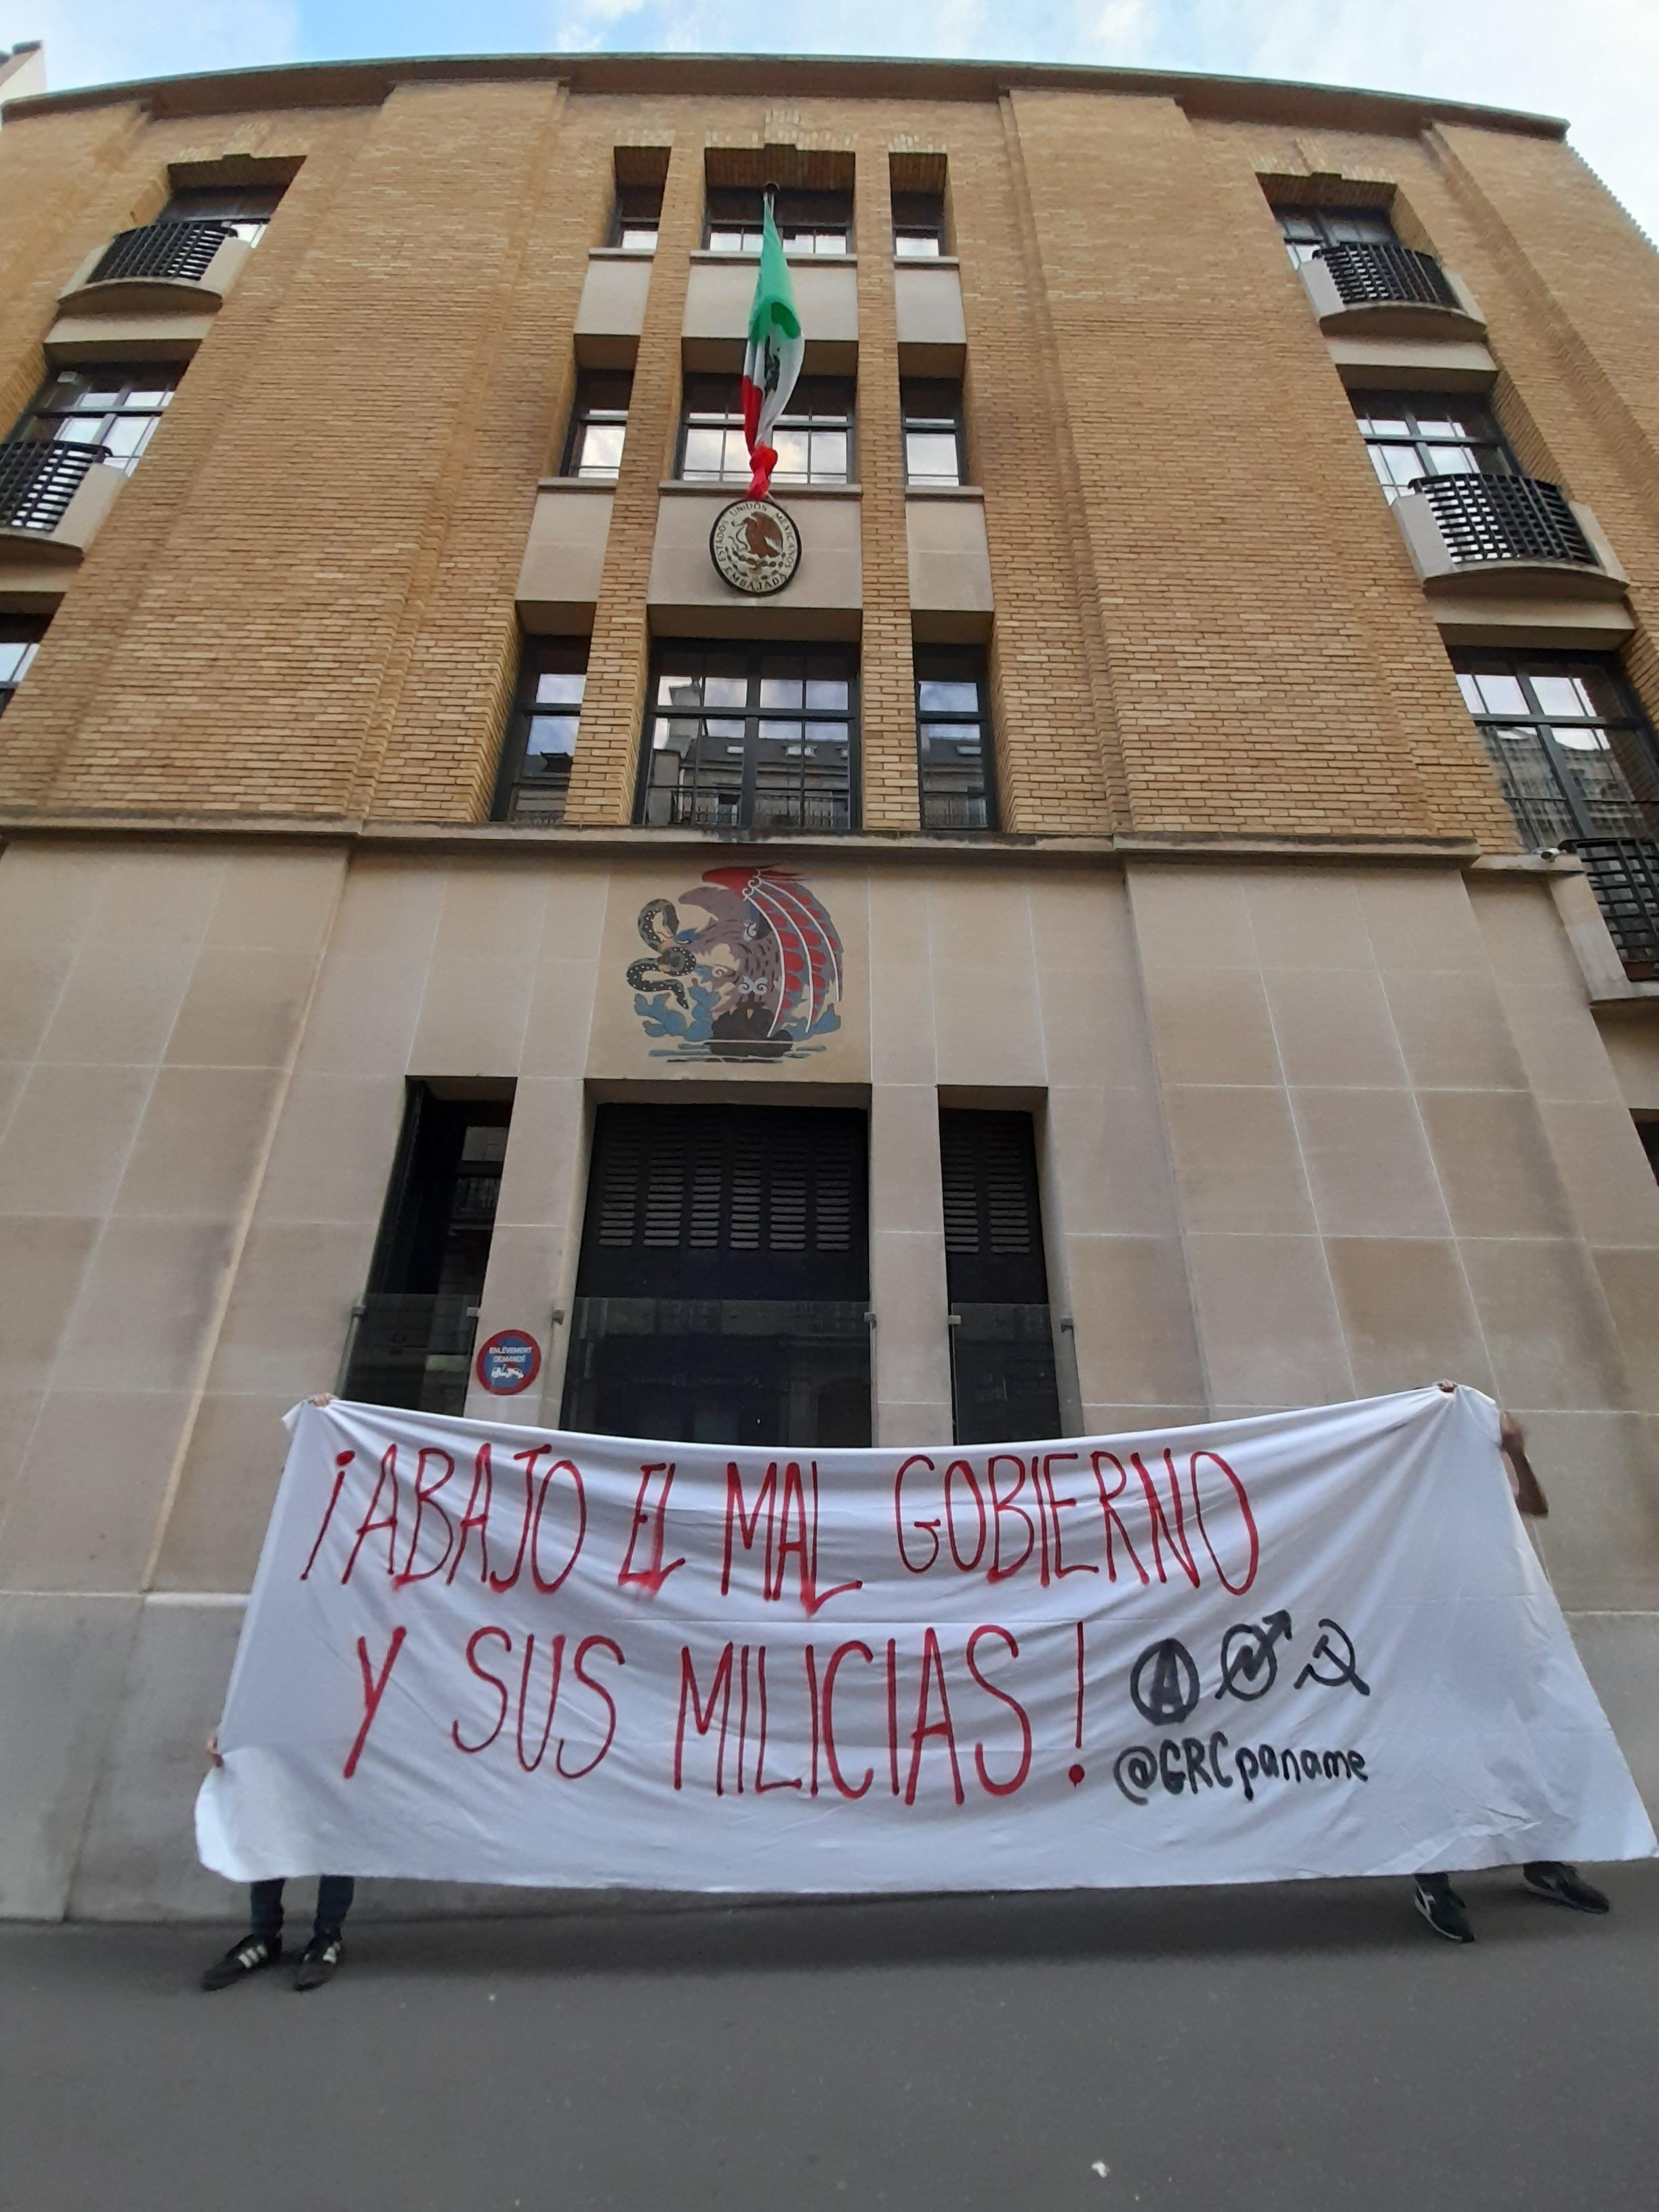 ESTADOS UNIDOS MEXICANOS
EMBAJADA
ENLÈVEMENT
DEMANDÉ
¡ABAJO EL MAL GOBIERNO
Y SUS MILICIAS!
@GRCpaname